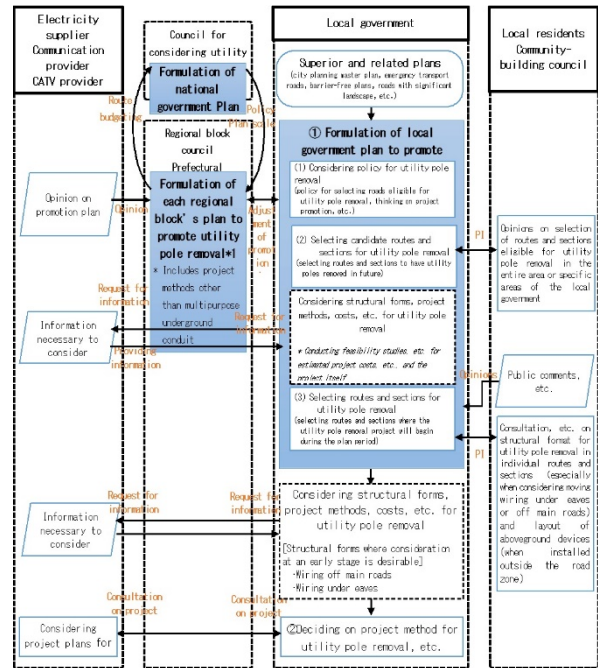 Electricity
supplier
Communication
provider
CATV provider
Opinion on
promotion plan
Information
necessary to
consider
Information
necessary to
consider
Considering
project plans for
Council for
considering utility
Formulation of
national
government Plan
budgeting
Policy
Plan scale
Regional block
council
Prefectural
Formulation of
each regional
block's plan to
promote utility
pole removal*1
* Includes project
methods other
than multipurpose
underground
conduit
Opinion
Adjust
ment of
promot
ion
Request for
information
Request for
information
Providing
information
Request for
information
Request for
information
Consultation
on project
Consultation
on project
Local government
Superior and related plans
(city planning master plan, emergency transport
roads, barrier-free plans, roads with significant
landscape, etc.)
① Formulation of local
government plan to promote
(1) Considering policy for utility pole
removal
(policy for selecting roads eligible for
utility pole removal, thinking on project
promotion, etc.)
(2) Selecting candidate routes and
sections for utility pole removal
(selecting routes and sections to have utility
poles removed in future)
Considering structural forms, project
methods, costs, etc. for utility pole
removal
* Conducting feasibility studies, etc. for
estimated project costs, etc. and the
project itself
(3) Selecting routes and sections for
utility pole removal
(selecting routes and sections where the
utility pole removal project will begin
during the plan period)
Considering structural forms,
project methods, costs, etc. for
utility pole removal
[Structural forms where consideration
at an early stage is desirable]
-Wiring off main roads
-Wiring under eaves
②Deciding on project method for
utility pole removal, etc.
Local residents
Community-
building council
PI
Opinions on selection
of routes and sections
eligible for utility
pole removal in the
entire area or specific
areas of the local
government
Opinions
Public comments,
etc.
PI
Consultation, etc. on
structural format for
utility pole removal in
individual routes and
sections (especially
when considering moving
wiring under eaves
or off main roads) and
layout of
aboveground devices
(when installed
outside the road
zone)